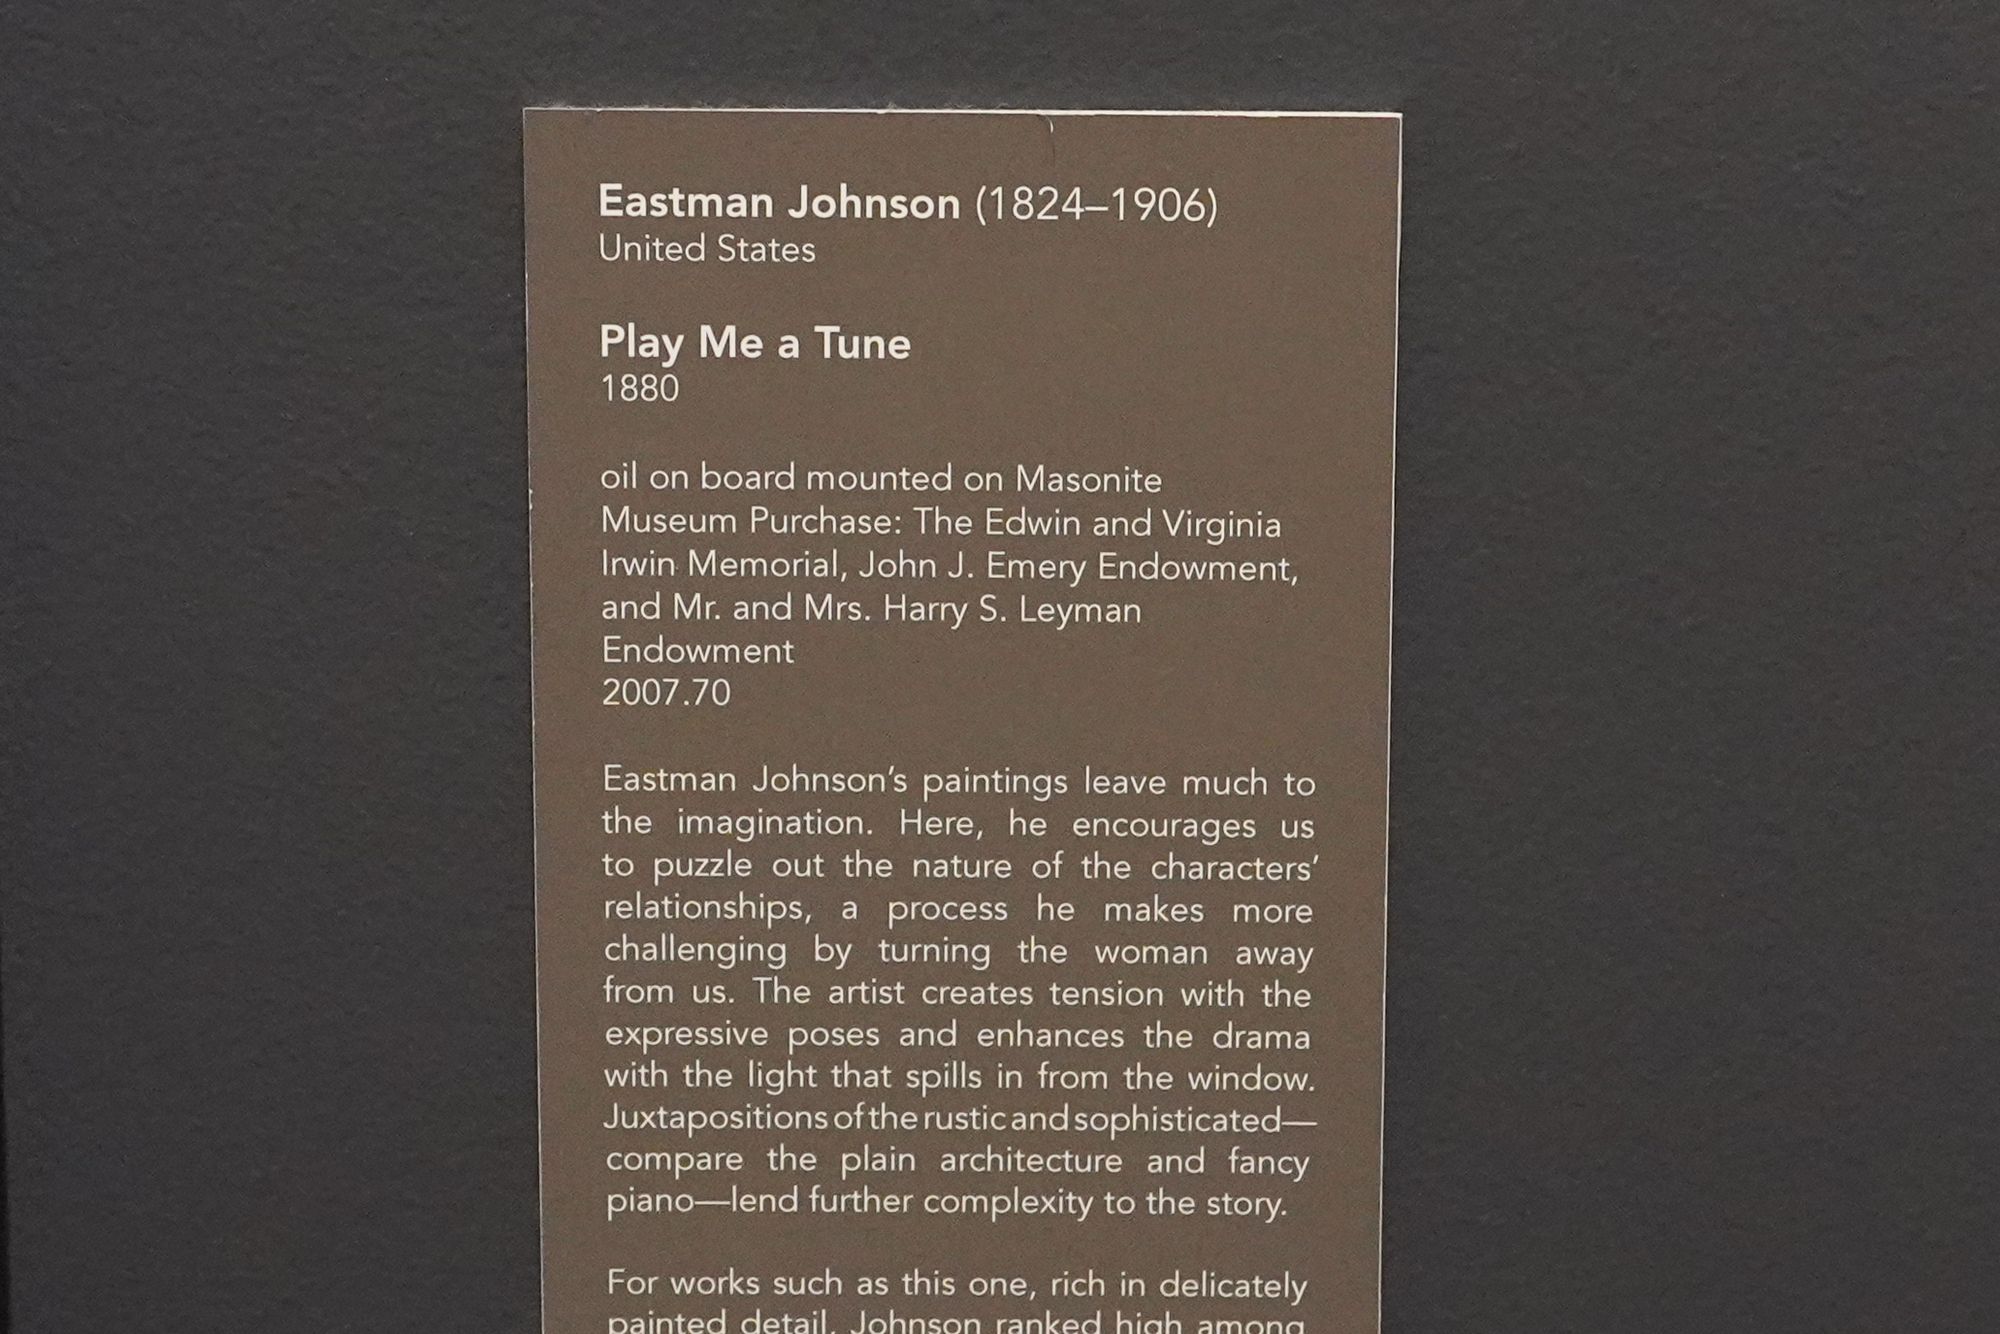 Eastman Johnson (1824–1906)
United States
Play Me a Tune
1880
oil on board mounted on Masonite
Museum Purchase: The Edwin and Virginia
Irwin Memorial, John J. Emery Endowment,
and Mr. and Mrs. Harry S. Leyman
Endowment
2007.70
Eastman Johnson’s paintings leave much to
the imagination. Here, he encourages us
to puzzle out the nature of the characters’
relationships, a process he makes more
challenging by turning the woman away
from us. The artist creates tension with the
expressive poses and enhances the drama
with the light that spills in from the window.
Juxtapositions of the rustic and sophisticated—
compare the plain architecture and fancy
piano—lend further complexity to the story.
For works such as this one, rich in delicately
painted detail, Johnson ranked high among